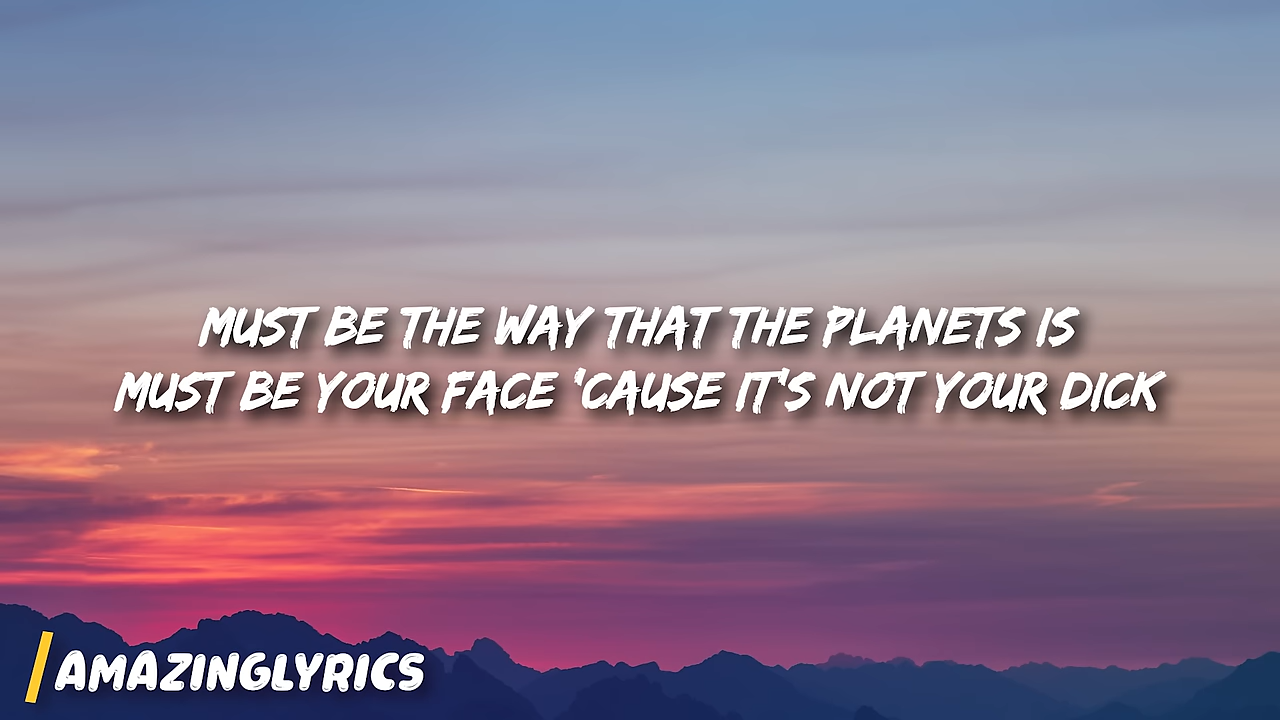 MUST BE THE WAY THAT THE PLANETS IS
MUST BE YOUR FACE 'CAUSE IT'S NOT YOUR DICK
AMAZINGLYRICS